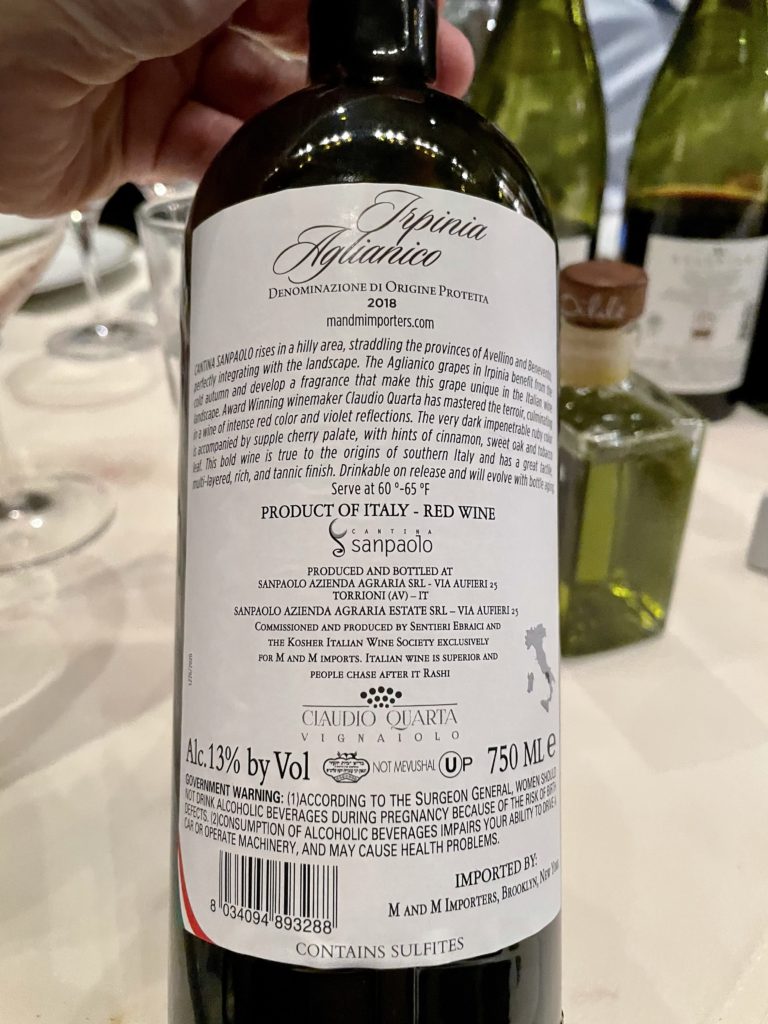 Irpinia
Aglianico
Denominazione di Origine Protetta
2018
mandmimporters.com
CANTINA SANPAOLO rises in a hilly area, straddling the provinces of Avellino and Benevento,
perfectly integrating with the landscape. The Aglianico grapes in Irpinia benefit from the
cold autumn and develop a fragrance that make this grape unique in the Italian wine
landscape. Award Winning winemaker Claudio Quarta has mastered the terroir, culminating
in a wine of intense red color and violet reflections. The very dark impenetrable ruby color
is accompanied by supple cherry palate, with hints of cinnamon, sweet oak and tobacco
leaf. This bold wine is true to the origins of southern Italy and has a great tactile,
multi-layered, rich, and tannic finish. Drinkable on release and will evolve with bottle aging.
Serve at 60 °-65 °F
PRODUCT OF ITALY - RED WINE
CANTINA
sanpaolo
PRODUCED AND BOTTLED AT
SANPAOLO AZIENDA AGRARIA SRL - VIA AUFIERI 25
TORRIONI (AV) – IT
SANPAOLO AZIENDA AGRARIA ESTATE SRL – VIA AUFIERI 25
Commissioned and produced by Sentieri Ebraici and
the Kosher Italian Wine Society exclusively
for M and M imports. Italian wine is superior and
people chase after it Rashi
CLAUDIO QUARTA
VIGNAIOLO
Alc.13% by Vol NOT MEVUSHAL U P 750 ML e
GOVERNMENT WARNING: (1)ACCORDING TO THE SURGEON GENERAL, WOMEN SHOULD
NOT DRINK ALCOHOLIC BEVERAGES DURING PREGNANCY BECAUSE OF THE RISK OF BIRTH
DEFECTS. (2)CONSUMPTION OF ALCOHOLIC BEVERAGES IMPAIRS YOUR ABILITY TO DRIVE A
CAR OR OPERATE MACHINERY, AND MAY CAUSE HEALTH PROBLEMS.
IMPORTED BY:
M and M Importers, Brooklyn, New York
8 034094 893288
CONTAINS SULFITES